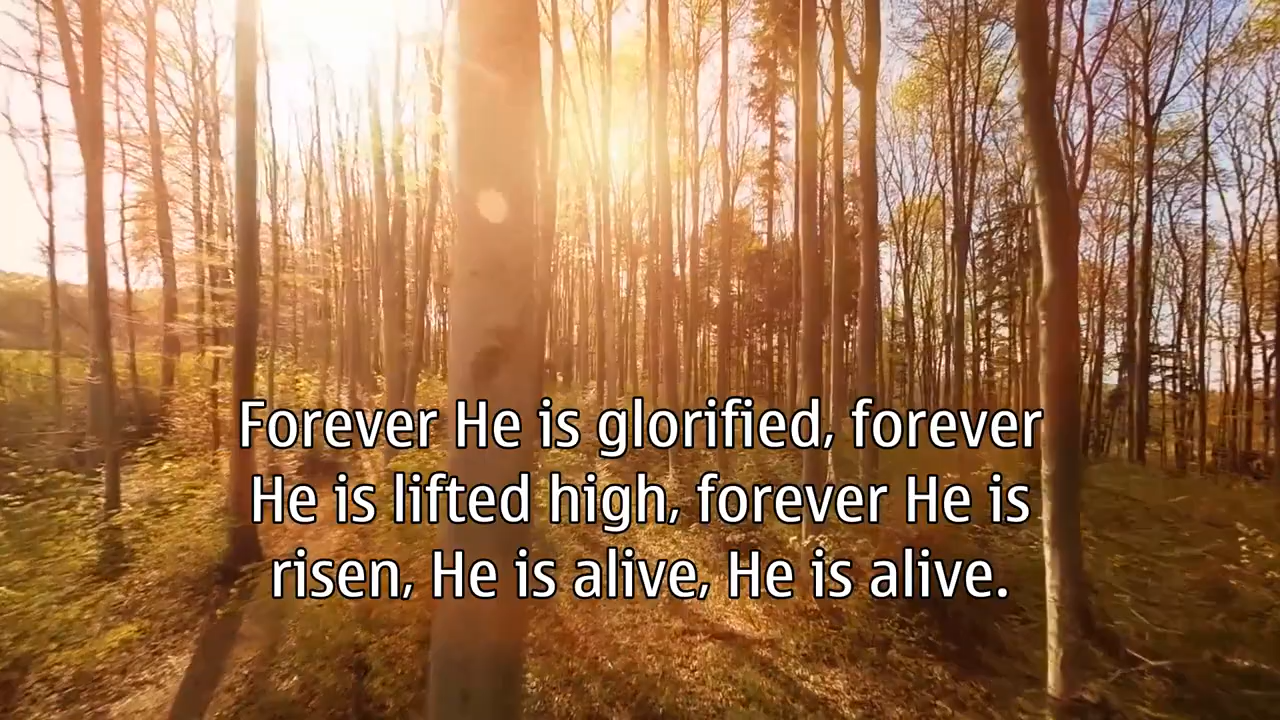 Forever He is glorified, forever
He is lifted high, forever He is
risen, He is alive, He is alive.